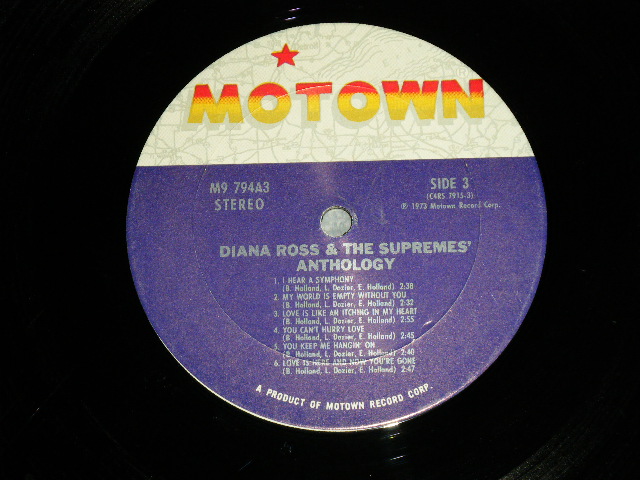 MOTOWN
M9 794A3
STEREO
SIDE 3
(C4RS 7915-3)
℗ 1973 Motown Record Corp.
DIANA ROSS & THE SUPREMES'
ANTHOLOGY
1. I HEAR A SYMPHONY
(B. Holland, L. Dozier, E. Holland) 2:38
2. MY WORLD IS EMPTY WITHOUT YOU
(B. Holland, L. Dozier, E. Holland) 2:32
3. LOVE IS LIKE AN ITCHING IN MY HEART
(B. Holland, L. Dozier, E. Holland) 2:55
4. YOU CAN'T HURRY LOVE
(B. Holland, L. Dozier, E. Holland) 2:45
5. YOU KEEP ME HANGIN' ON
(B. Holland, L. Dozier, E. Holland) 2:40
6. LOVE IS HERE AND NOW YOU'RE GONE
(B. Holland, L. Dozier, E. Holland) 2:47
A PRODUCT OF MOTOWN RECORD CORP.